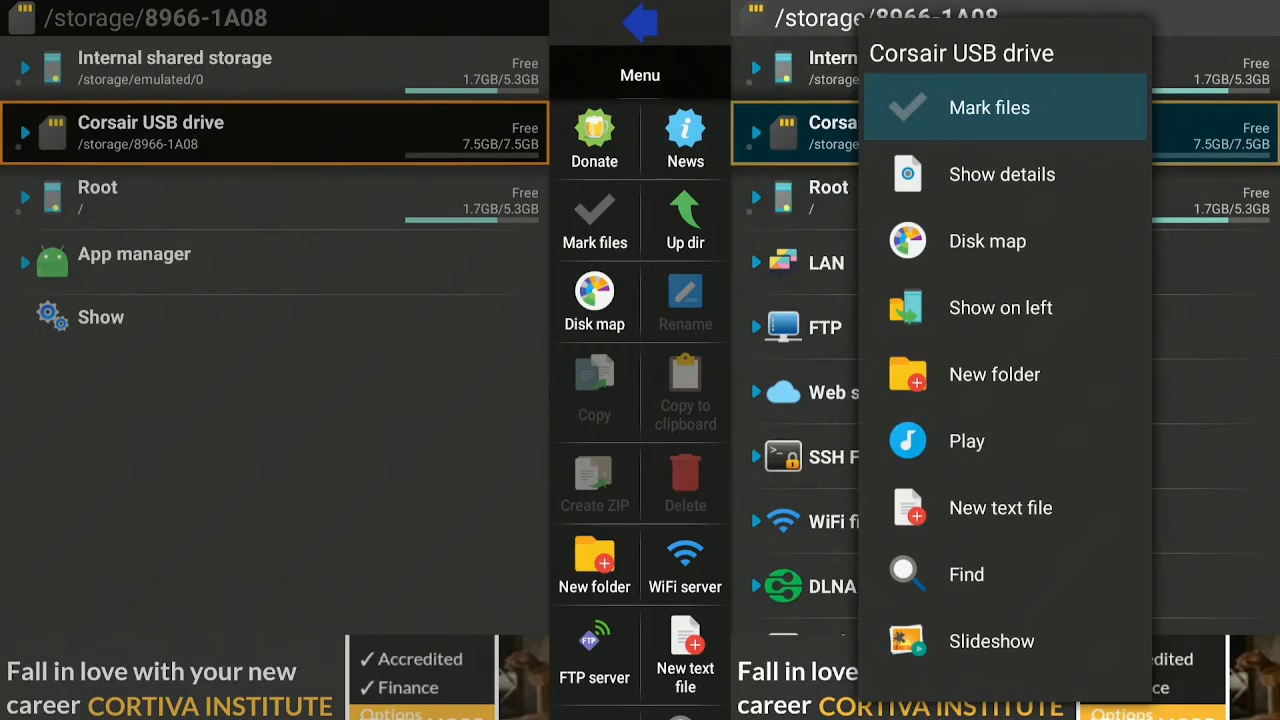 /storage/8966-1A08
Internal shared storage
/storage/emulated/0
Free
1.7GB/5.3GB
Corsair USB drive
/storage/8966-1A08
Free
7.5GB/7.5GB
Root
/
Free
1.7GB/5.3GB
App manager
Show
Fall in love with your new
career CORTIVA INSTITUTE
✓ Accredited
✓ Finance
Options
Menu
Donate
News
Mark files
Up dir
Disk map
Rename
Copy
Copy to
clipboard
Create ZIP
Delete
New folder
WiFi server
FTP server
New text
file
/storage/8966-1A08
Intern
/storag
Free
1.7GB/5.3GB
Corsa
/storage
Free
7.5GB/7.5GB
Root
/
Free
1.7GB/5.3GB
LAN
FTP
Web s
SSH F
WiFi fi
DLNA
Fall in love
career CORTIVA INSTITUTE
Corsair USB drive
Mark files
Show details
Disk map
Show on left
New folder
Play
New text file
Find
Slideshow
edited
ce